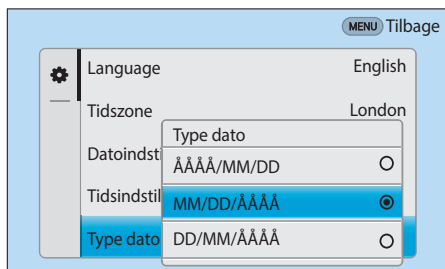 MENU Tilbage
Language English
Tidszone London
Datoindsti
Tidsindstil
Type dato
Type dato
ÅÅÅÅ/MM/DD
MM/DD/ÅÅÅÅ
DD/MM/ÅÅÅÅ